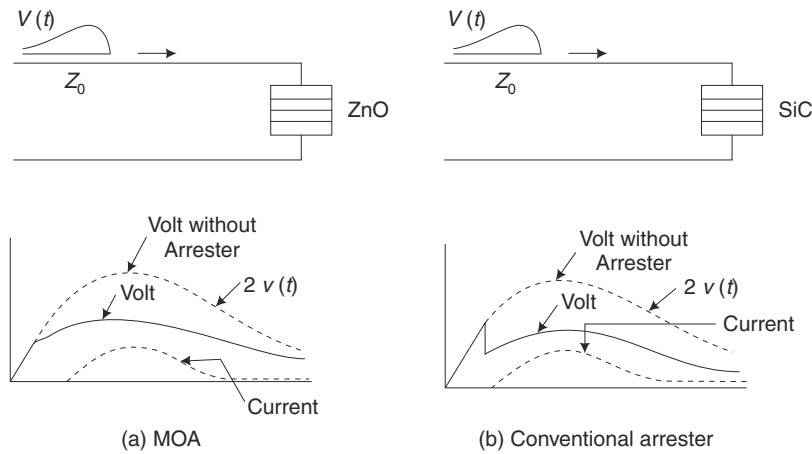 V (t)
Z0
ZnO
V (t)
Z0
SiC
Volt without
Arrester
Volt
2 v (t)
Current
(a) MOA
Volt without
Arrester
Volt
2 v (t)
Current
(b) Conventional arrester